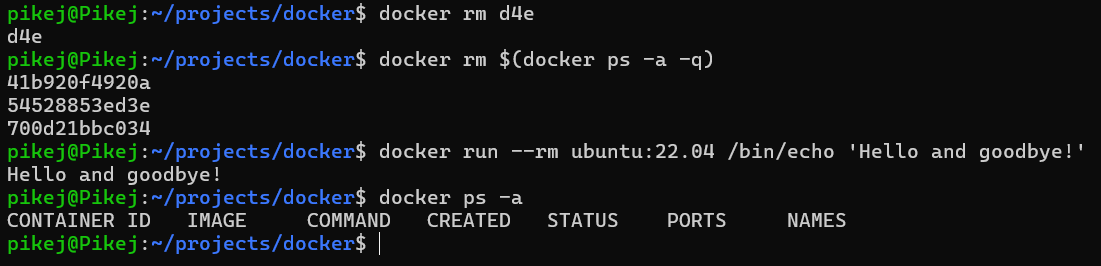 pikej@Pikej:~/projects/docker$ docker rm d4e
d4e
pikej@Pikej:~/projects/docker$ docker rm $(docker ps -a -q)
41b920f4920a
54528853ed3e
700d21bbc034
pikej@Pikej:~/projects/docker$ docker run --rm ubuntu:22.04 /bin/echo 'Hello and goodbye!'
Hello and goodbye!
pikej@Pikej:~/projects/docker$ docker ps -a
CONTAINER ID   IMAGE     COMMAND   CREATED   STATUS    PORTS     NAMES
pikej@Pikej:~/projects/docker$